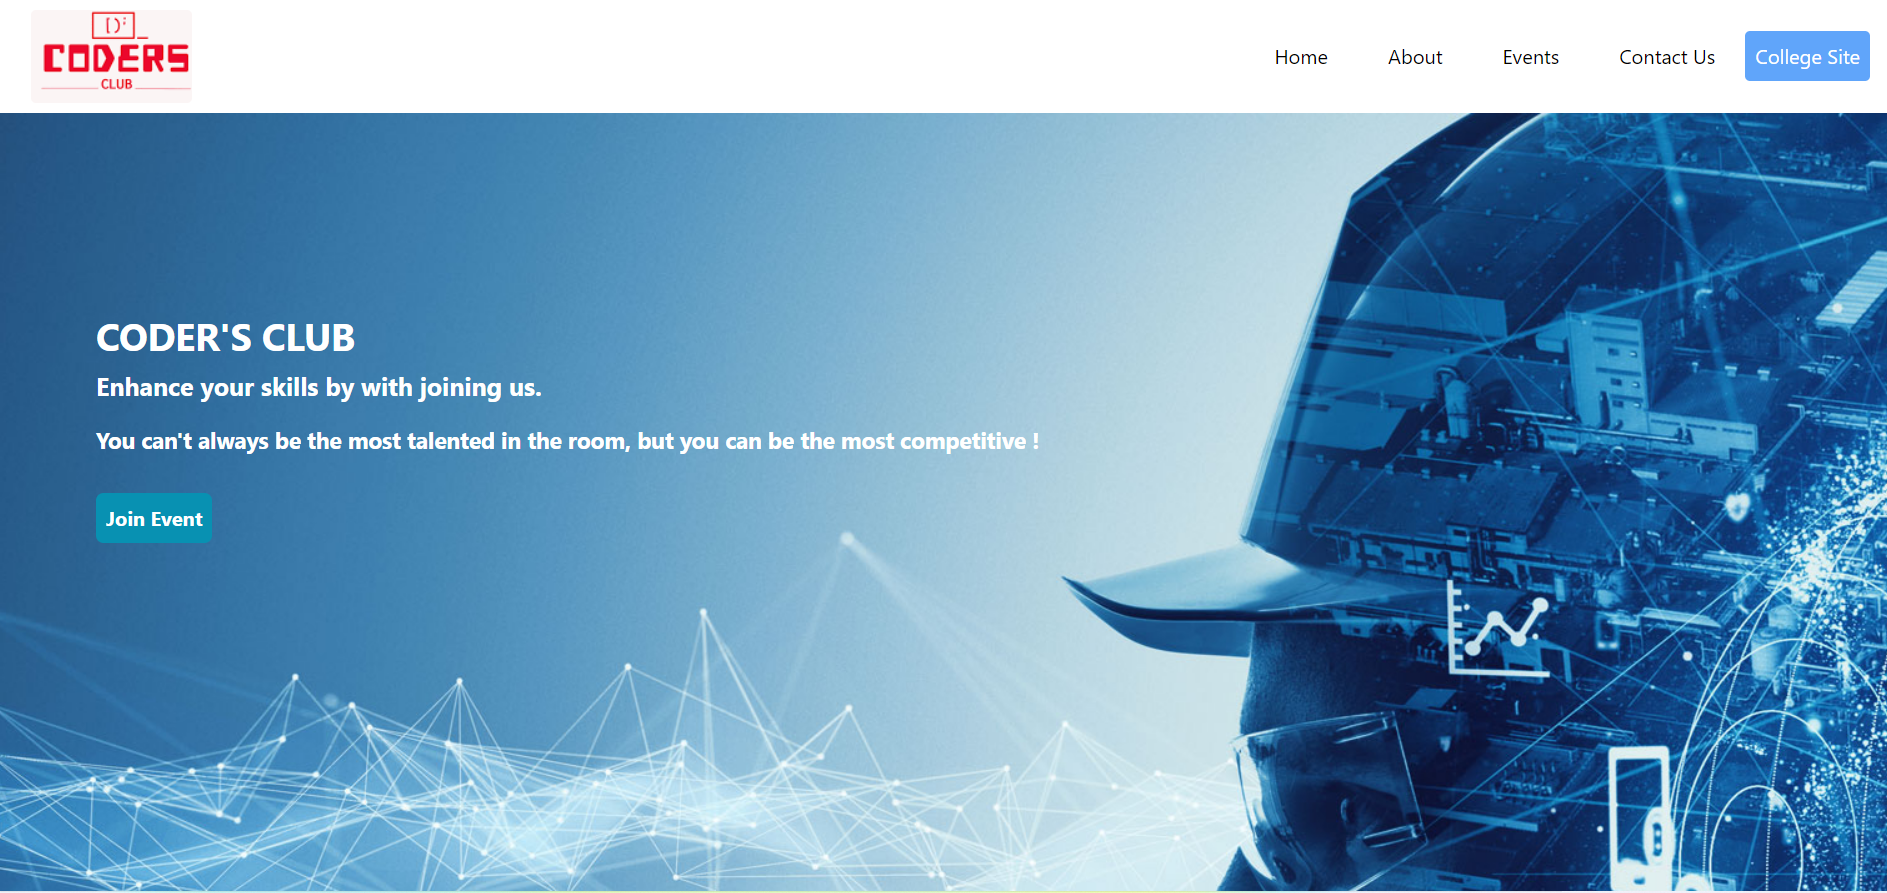 CODERS
CLUB
Home
About
Events
Contact Us
College Site
CODER'S CLUB
Enhance your skills by with joining us.
You can't always be the most talented in the room, but you can be the most competitive !
Join Event